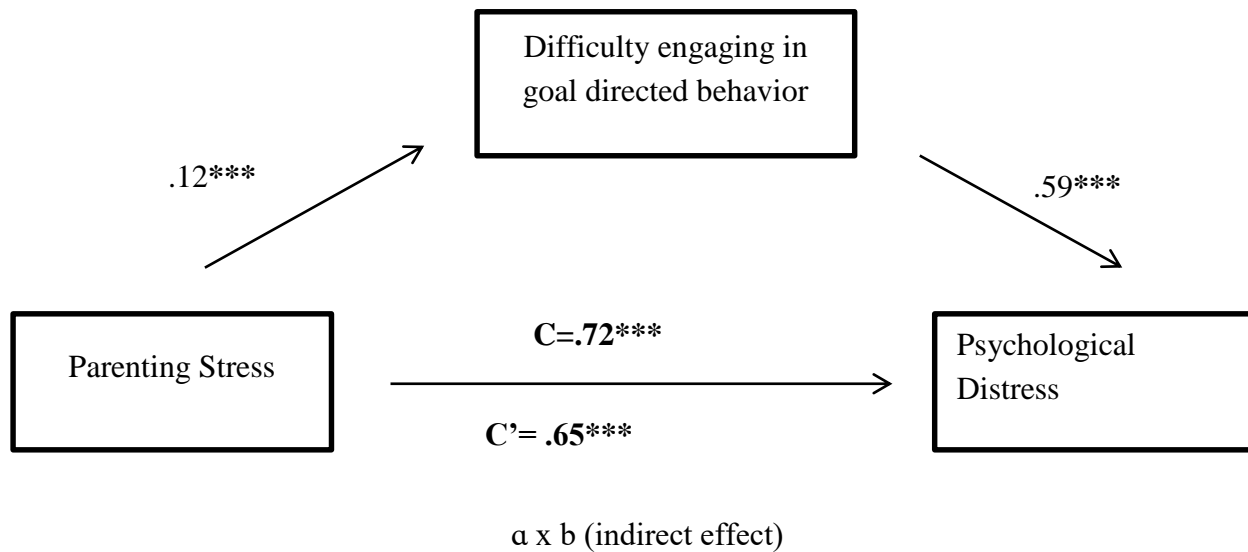 Difficulty engaging in
goal directed behavior
.12***
.59***
C=.72***
Parenting Stress
Psychological
Distress
C’= .65***
ɑ x b (indirect effect)